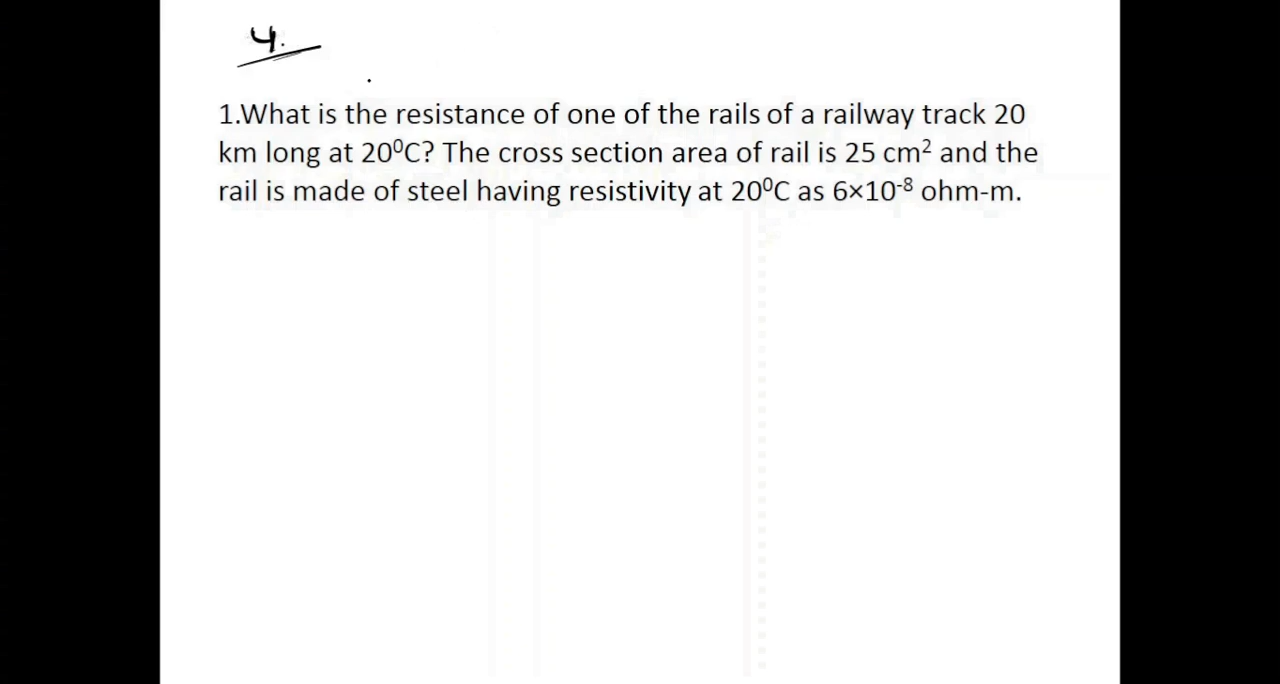 4.
1.What is the resistance of one of the rails of a railway track 20
km long at 20⁰C? The cross section area of rail is 25 cm² and the
rail is made of steel having resistivity at 20⁰C as 6×10⁻⁸ ohm-m.